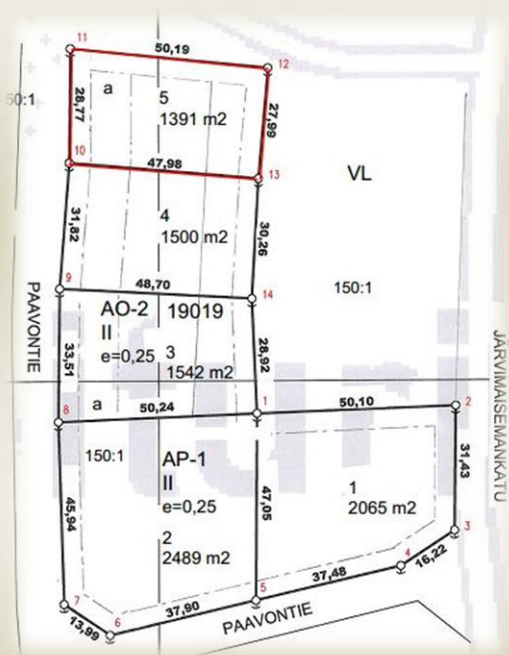 11
50,19
12
50:1
28,77
a
5
1391 m2
27,99
10
47,98
13
VL
31,82
4
1500 m2
30,26
9
48,70
14
150:1
PAAVONTIE
AO-2 19019
II
e=0,25
33,51
3
1542 m2
28,92
JÄRVIMAISEMANKATU
8
a
50,24
1
50,10
2
150:1
AP-1
II
e=0,25
45,94
47,05
1
2065 m2
31,43
2
2489 m2
3
4
16,22
5
37,48
7
13,99
6
37,90
PAAVONTIE